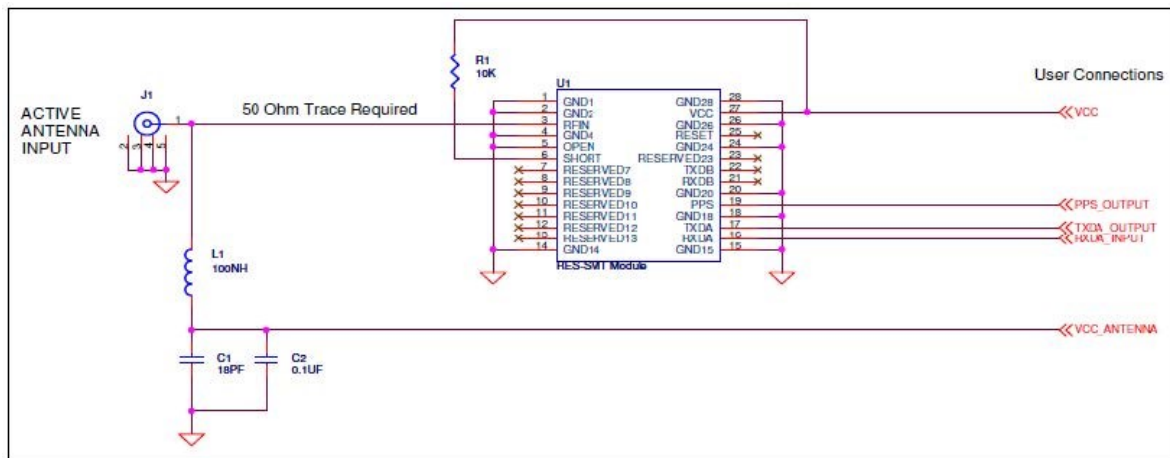 R1
10K
User Connections
U1
J1
50 Ohm Trace Required
ACTIVE
ANTENNA
INPUT
1
2
3
4
5
1 GND1 GND28 28
2 GND2 VCC 27
3 RFIN GND26 26
4 GND4 RESET 25
5 OPEN GND24 24
6 SHORT RESERVED23 23
7 RESERVED7 TXDB 22
8 RESERVED8 RXDB 21
9 RESERVED9 GND20 20
10 RESERVED10 PPS 19
11 RESERVED11 GND18 18
12 RESERVED12 TXDA 17
13 RESERVED13 RXDA 16
14 GND14 GND15 15
RES-SMT Module
VCC
PPS_OUTPUT
TXDA_OUTPUT
RXDA_INPUT
L1
100NH
VCC_ANTENNA
C1
18PF
C2
0.1UF